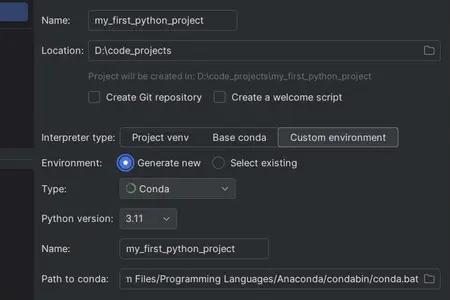 Name: my_first_python_project
Location: D:\code_projects
Project will be created in: D:\code_projects\my_first_python_project
Create Git repository Create a welcome script
Interpreter type: Project venv Base conda Custom environment
Environment: Generate new Select existing
Type: Conda
Python version: 3.11
Name: my_first_python_project
Path to conda: Files/Programming Languages/Anaconda/condabin/conda.bat